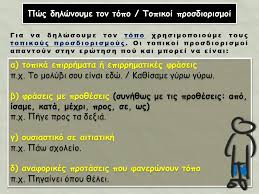 Πώς δηλώνουμε τον τόπο / Τοπικοί προσδιορισμοί
Για να δηλώσουμε τον τόπο χρησιμοποιούμε τους
τοπικούς προσδιορισμούς. Οι τοπικοί προσδιορισμοί
απαντούν στην ερώτηση πού και μπορεί να είναι:
α) τοπικά επιρρήματα ή επιρρηματικές φράσεις
π.χ. Το μολύβι σου είναι εδώ. / Καθίσαμε γύρω γύρω.
β) φράσεις με προθέσεις (συνήθως με τις προθέσεις: από,
ίσαμε, κατά, μέχρι, προς, σε, ως)
π.χ. Πήγε προς τα δεξιά.
γ) ουσιαστικό σε αιτιατική
π.χ. Πάω σχολείο.
δ) αναφορικές προτάσεις που φανερώνουν τόπο
π.χ. Πηγαίνει όπου θέλει.